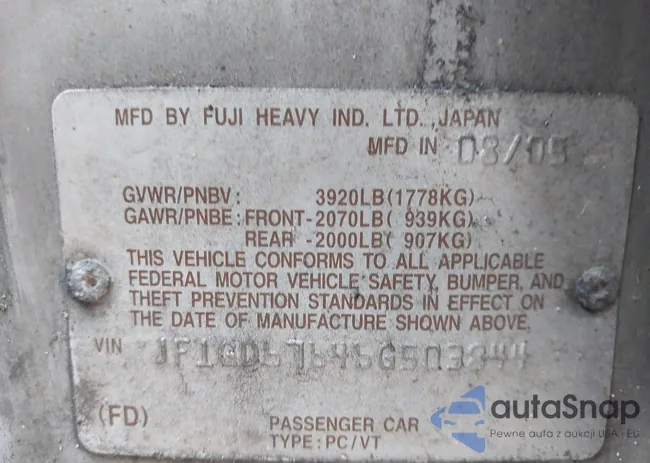 MFD BY FUJI HEAVY IND. LTD. ,JAPAN
MFD IN 08/05
GVWR/PNBV: 3920LB(1778KG)
GAWR/PNBE: FRONT-2070LB( 939KG)
REAR -2000LB( 907KG)
THIS VEHICLE CONFORMS TO ALL APPLICABLE
FEDERAL MOTOR VEHICLE SAFETY, BUMPER, AND
THEFT PREVENTION STANDARDS IN EFFECT ON
THE DATE OF MANUFACTURE SHOWN ABOVE.
VIN
(FD)
PASSENGER CAR
TYPE: PC/VT
autaSnap
Pewne auta z aukcji USA i EU